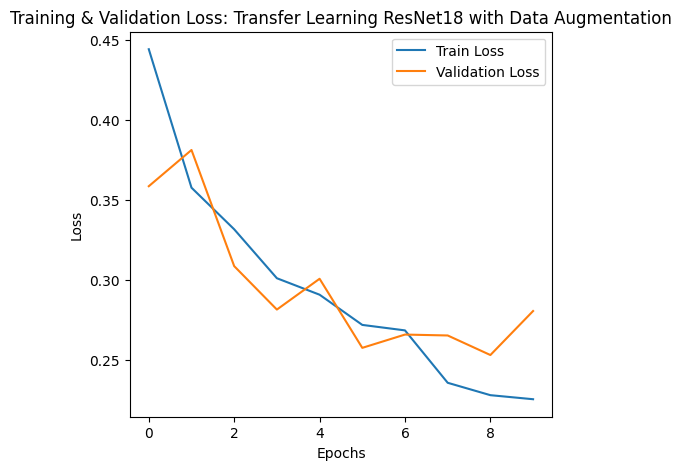 Training & Validation Loss: Transfer Learning ResNet18 with Data Augmentation
Train Loss
Validation Loss
0.45
0.40
0.35
0.30
0.25
Loss
0 2 4 6 8
Epochs